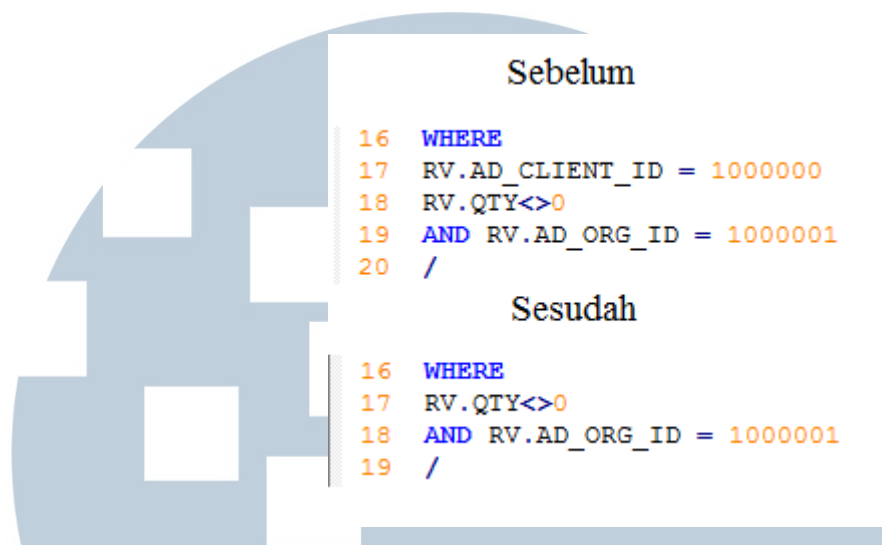 Sebelum
16 WHERE
17 RV.AD_CLIENT_ID = 1000000
18 RV.QTY<>0
19 AND RV.AD_ORG_ID = 1000001
20 /
Sesudah
16 WHERE
17 RV.QTY<>0
18 AND RV.AD_ORG_ID = 1000001
19 /